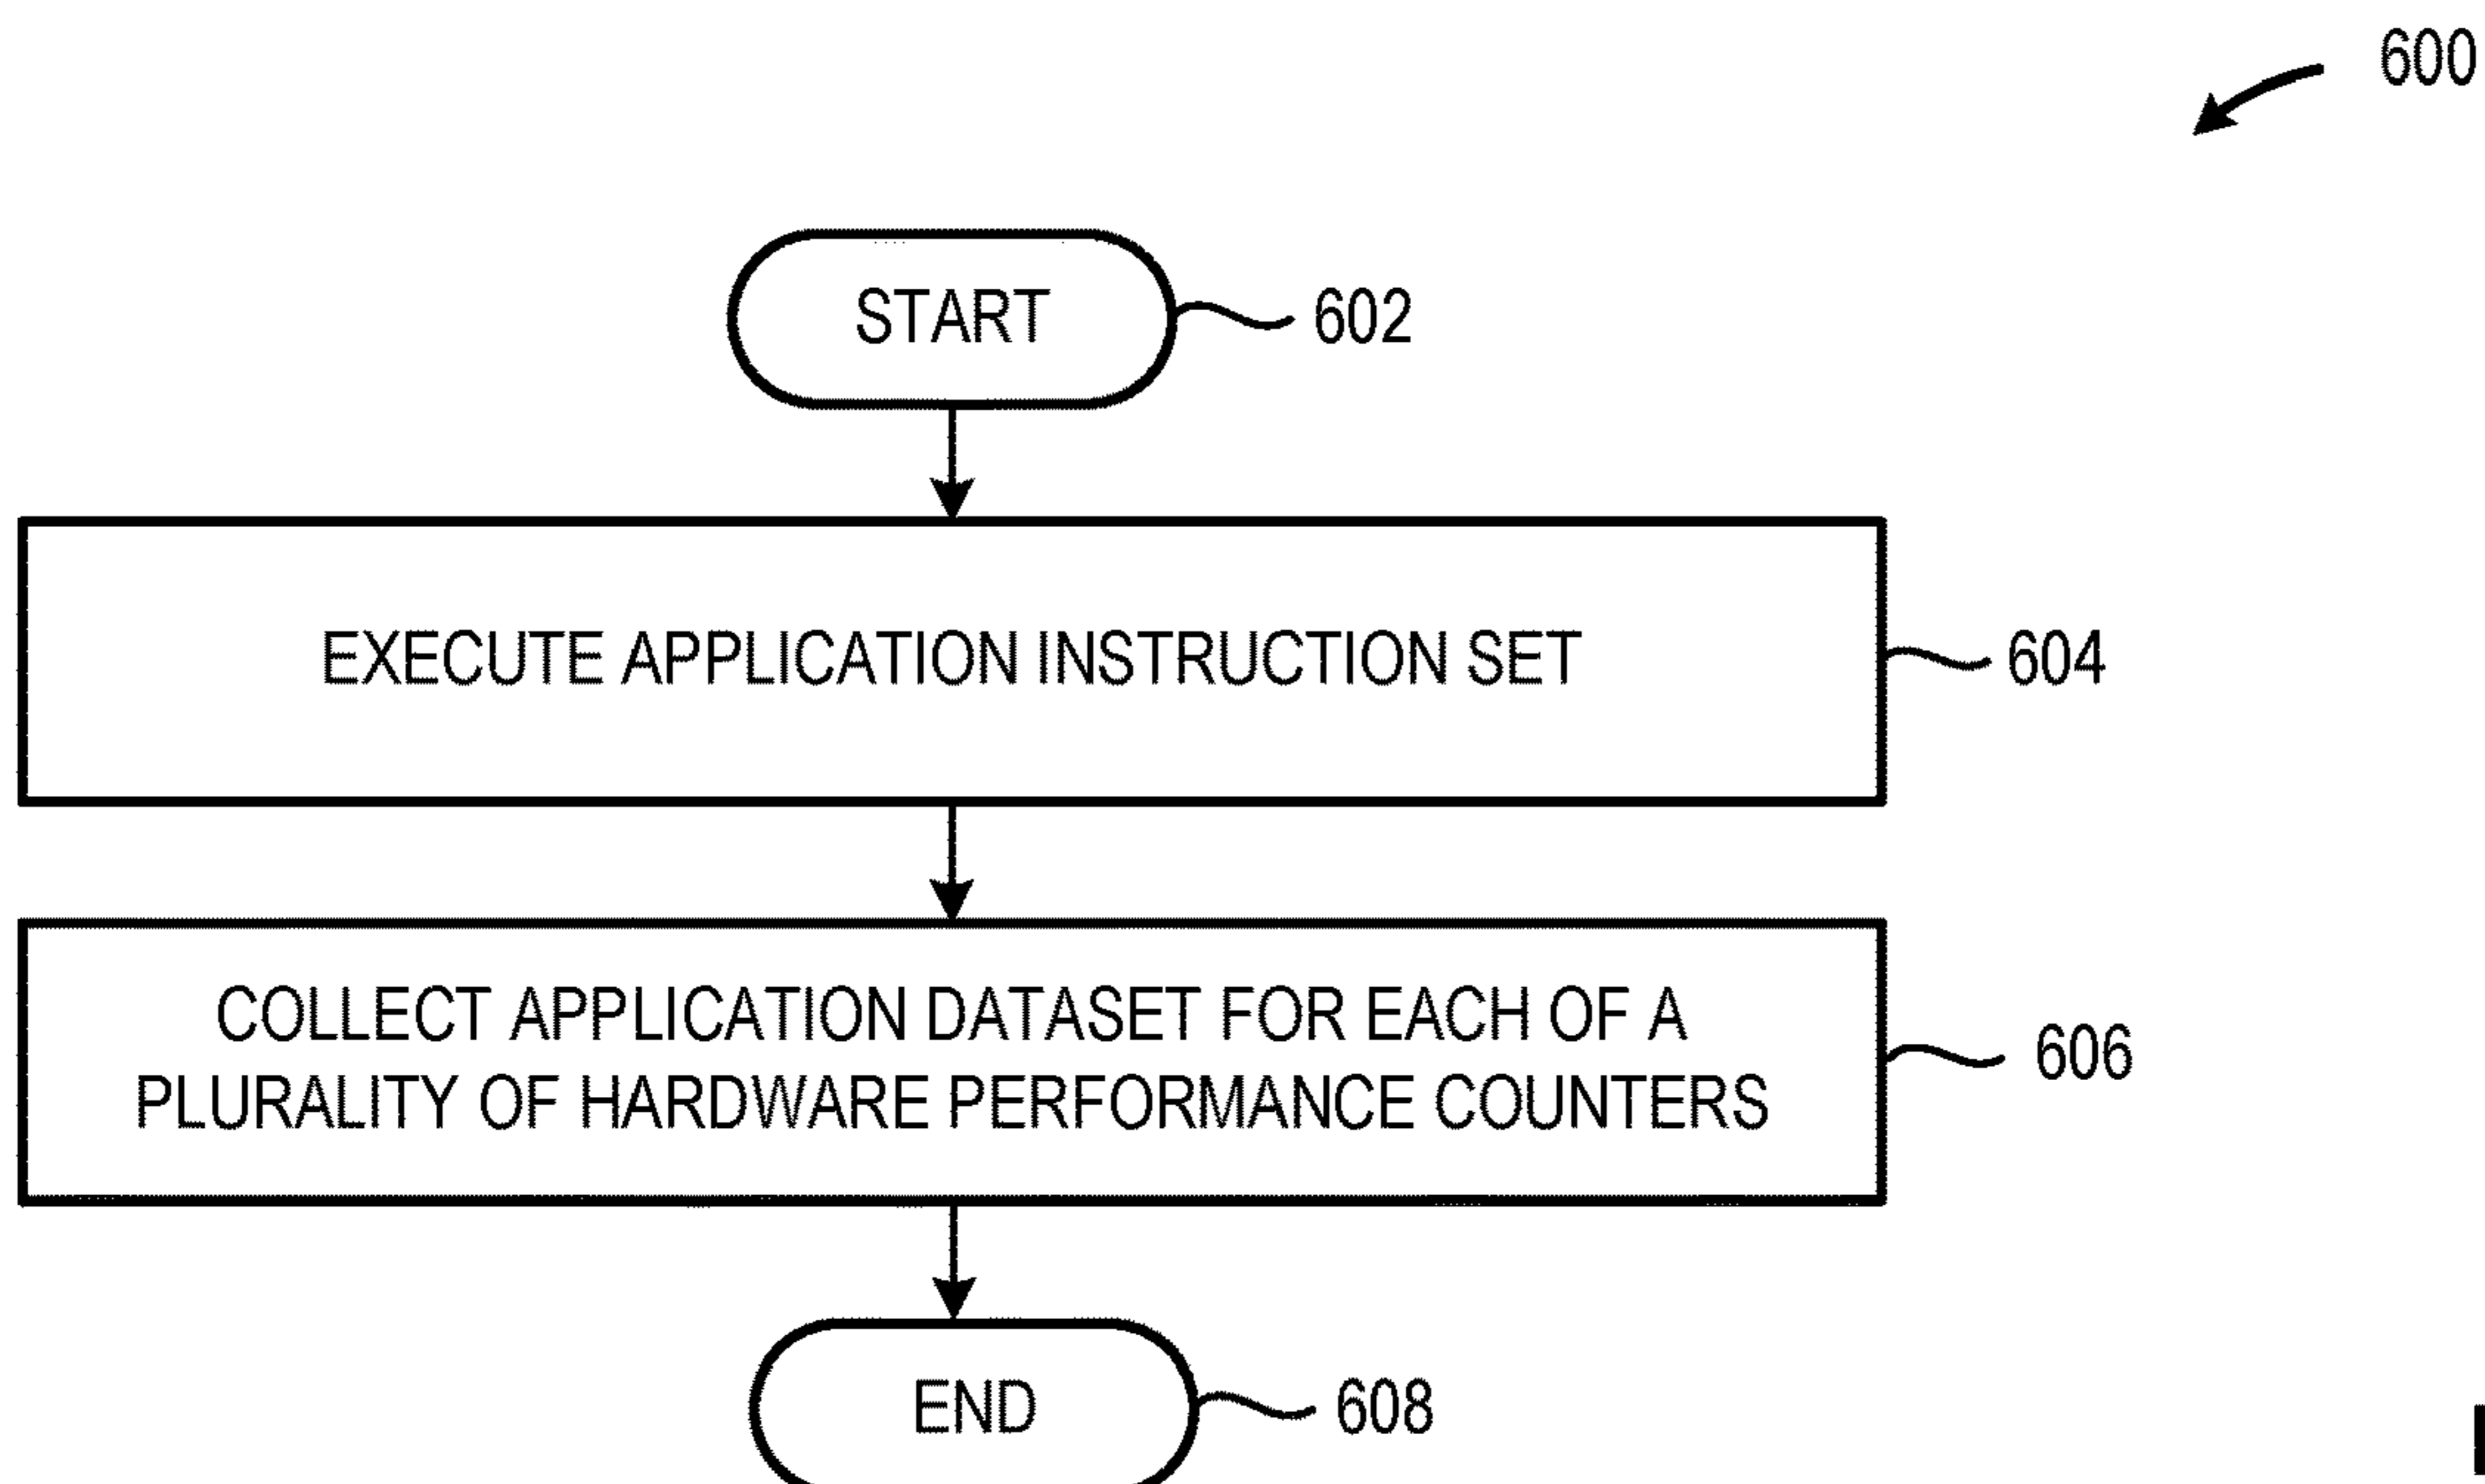 600
START
602
EXECUTE APPLICATION INSTRUCTION SET
604
COLLECT APPLICATION DATASET FOR EACH OF A
PLURALITY OF HARDWARE PERFORMANCE COUNTERS
606
END
608